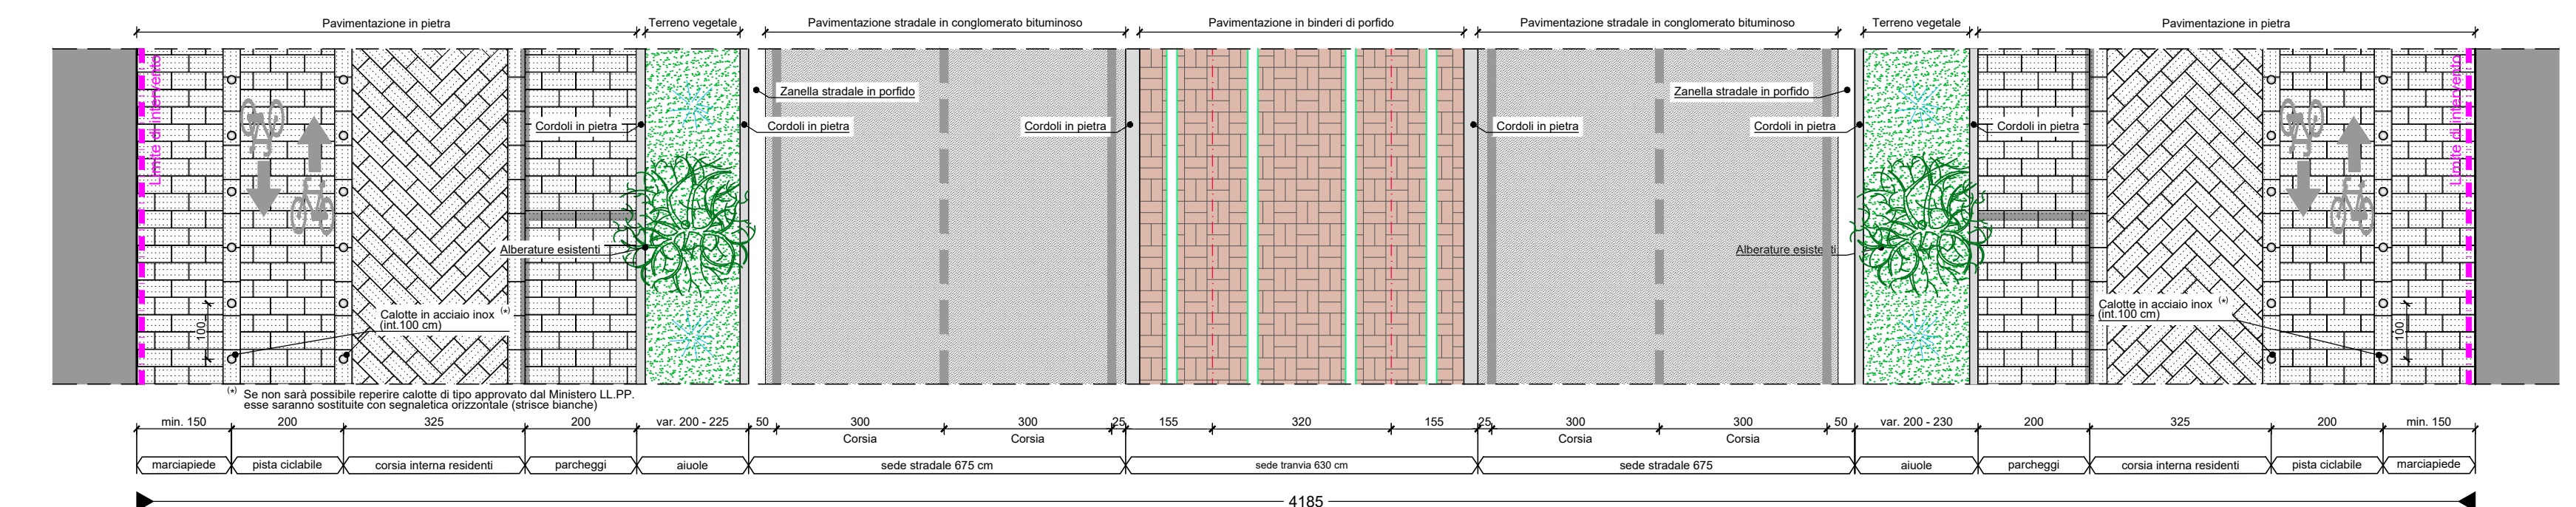 Pavimentazione in pietra
Terreno vegetale
Pavimentazione stradale in conglomerato bituminoso
Pavimentazione in binderi di porfido
Pavimentazione stradale in conglomerato bituminoso
Terreno vegetale
Pavimentazione in pietra
Limite di intervento
Zanella stradale in porfido
Zanella stradale in porfido
Limite di intervento
Cordoli in pietra
Cordoli in pietra
Cordoli in pietra
Cordoli in pietra
Cordoli in pietra
Cordoli in pietra
Alberature esistenti
Alberature esistenti
100
Calotte in acciaio inox (*)
(int.100 cm)
Calotte in acciaio inox (*)
(int.100 cm)
100
(*) Se non sarà possibile reperire calotte di tipo approvato dal Ministero LL.PP.
esse saranno sostituite con segnaletica orizzontale (strisce bianche)
min. 150 200 325 200 var. 200 - 225 50 300 300 25 155 320 155 25 300 300 50 var. 200 - 230 200 325 200 min. 150
Corsia Corsia Corsia Corsia
marciapiede pista ciclabile corsia interna residenti parcheggi aiuole sede stradale 675 cm sede tranvia 630 cm sede stradale 675 aiuole parcheggi corsia interna residenti pista ciclabile marciapiede
4185